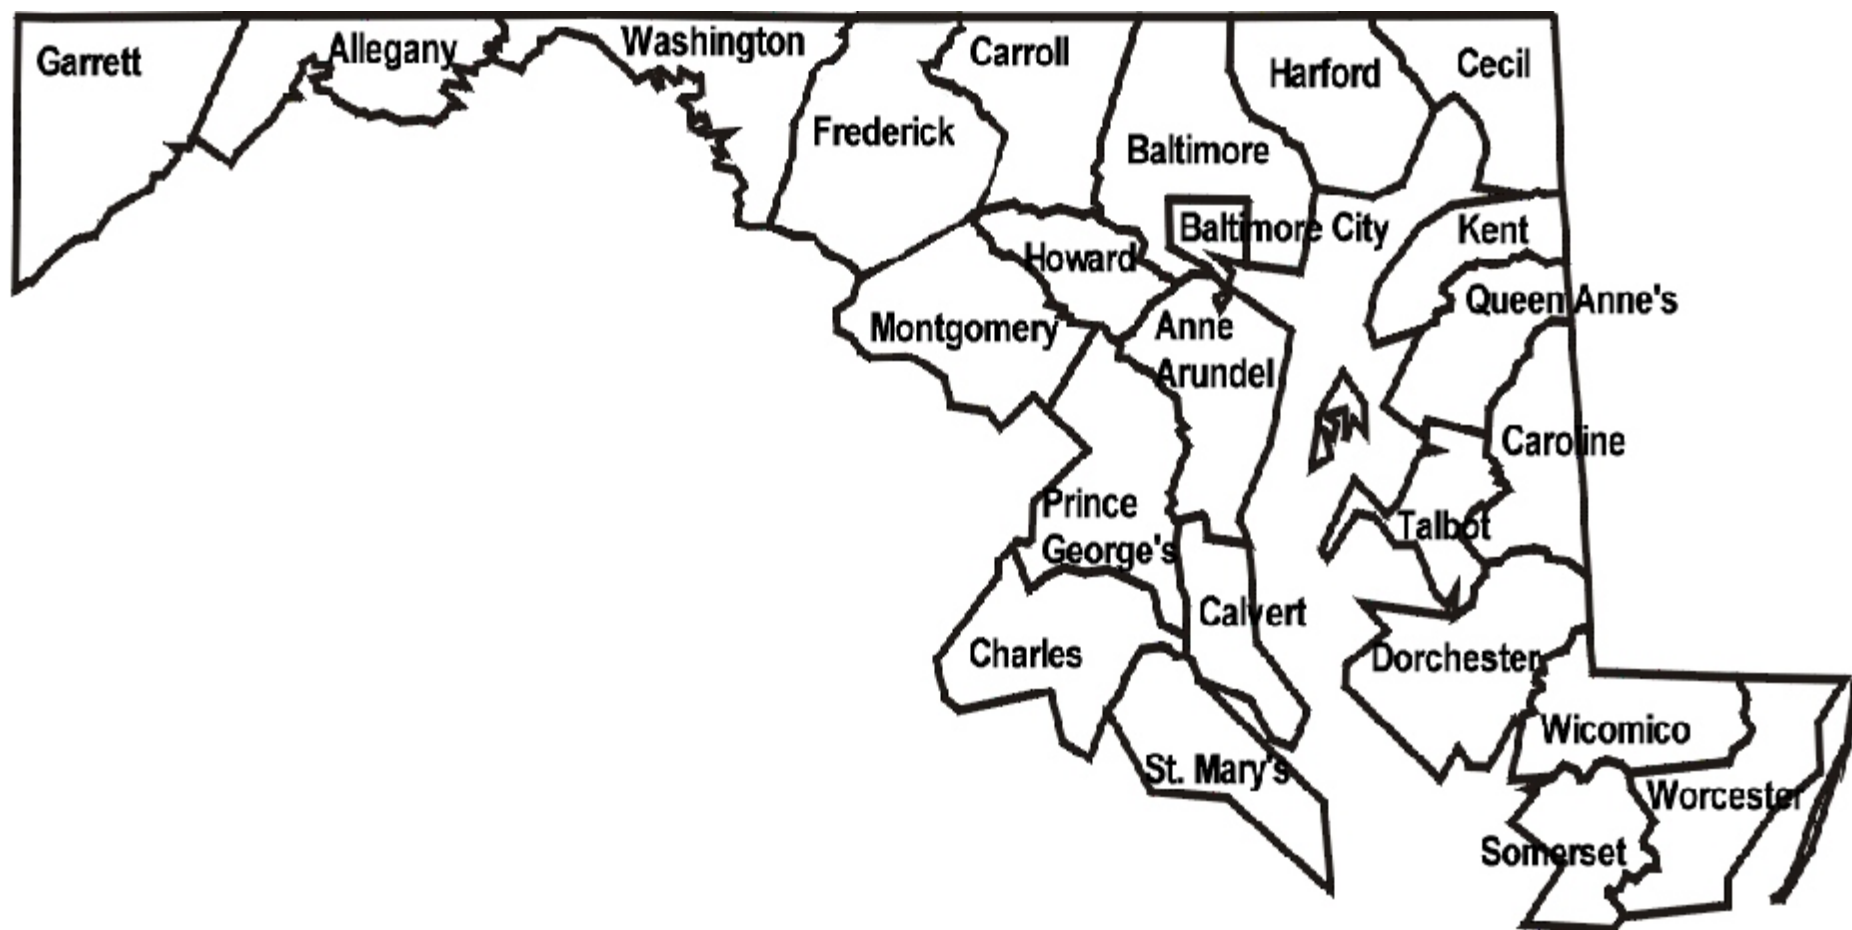 Garrett
Allegany
Washington
Carroll
Harford
Cecil
Frederick
Baltimore
Baltimore City
Kent
Howard
Queen Anne's
Montgomery
Anne
Arundel
Caroline
Prince
George's
Talbot
Calvert
Charles
Dorchester
Wicomico
St. Mary's
Worcester
Somerset